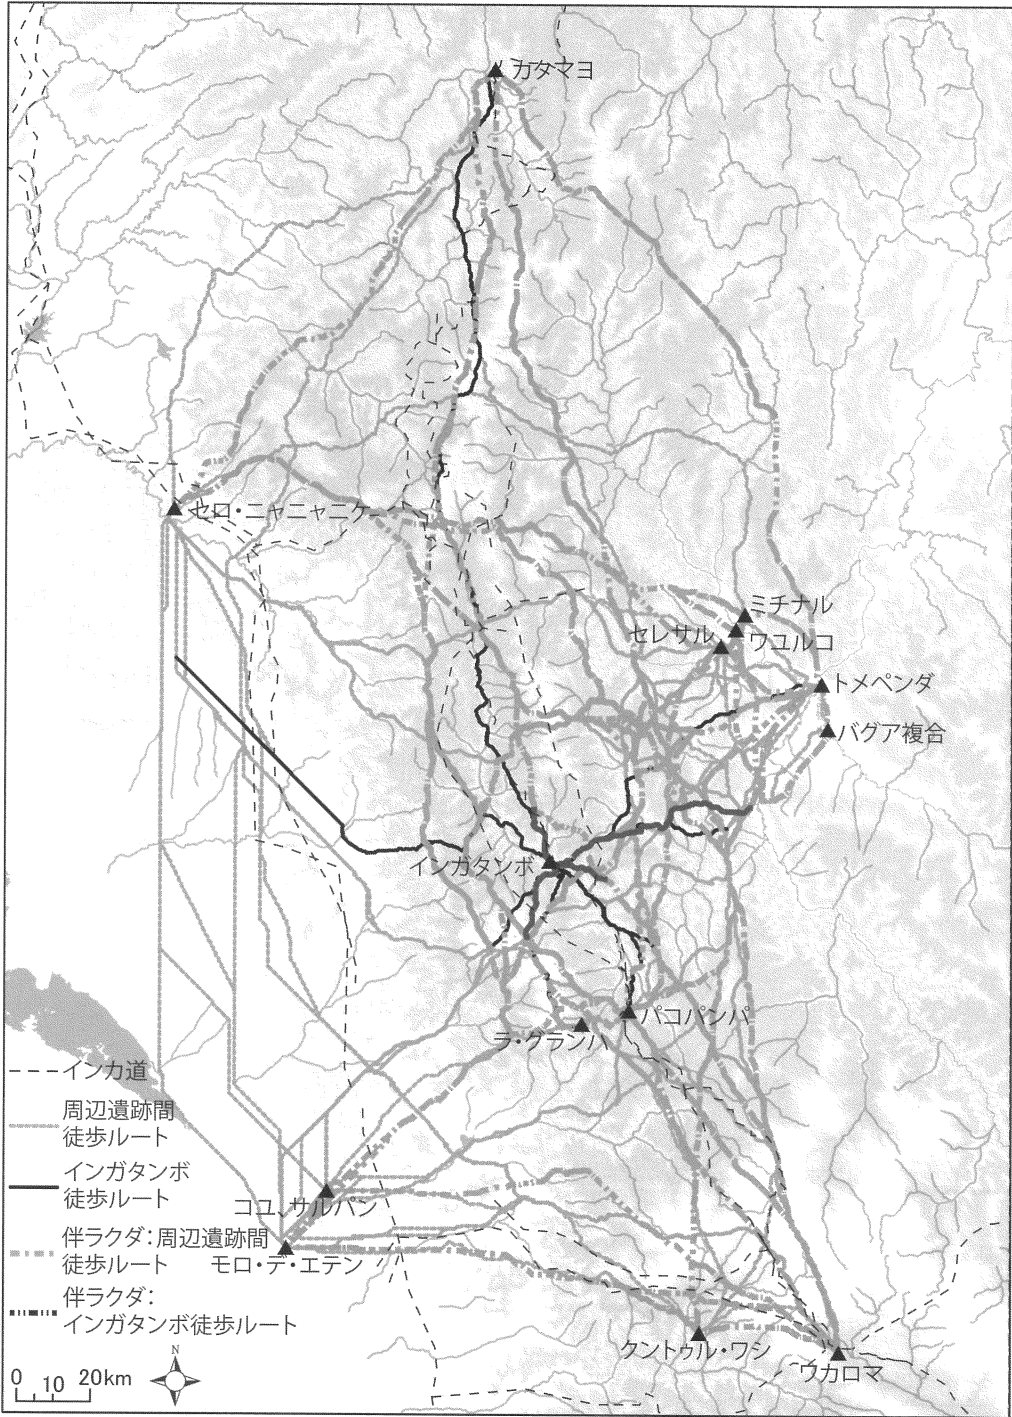 カタマヨ
セロ・ニャニャニケ
ミチナル
セレサル
ワユルコ
トメペンダ
バグア複合
インガタンボ
パコパンパ
ラ・グランハ
インカ道
周辺遺跡間
徒歩ルート
インガタンボ
徒歩ルート
コユ、サルパン
伴ラクダ:周辺遺跡間
徒歩ルート
モロ・デ・エテン
伴ラクダ:
インガタンボ徒歩ルート
クントゥル・ワシ
ワカロマ
N
0 10 20km